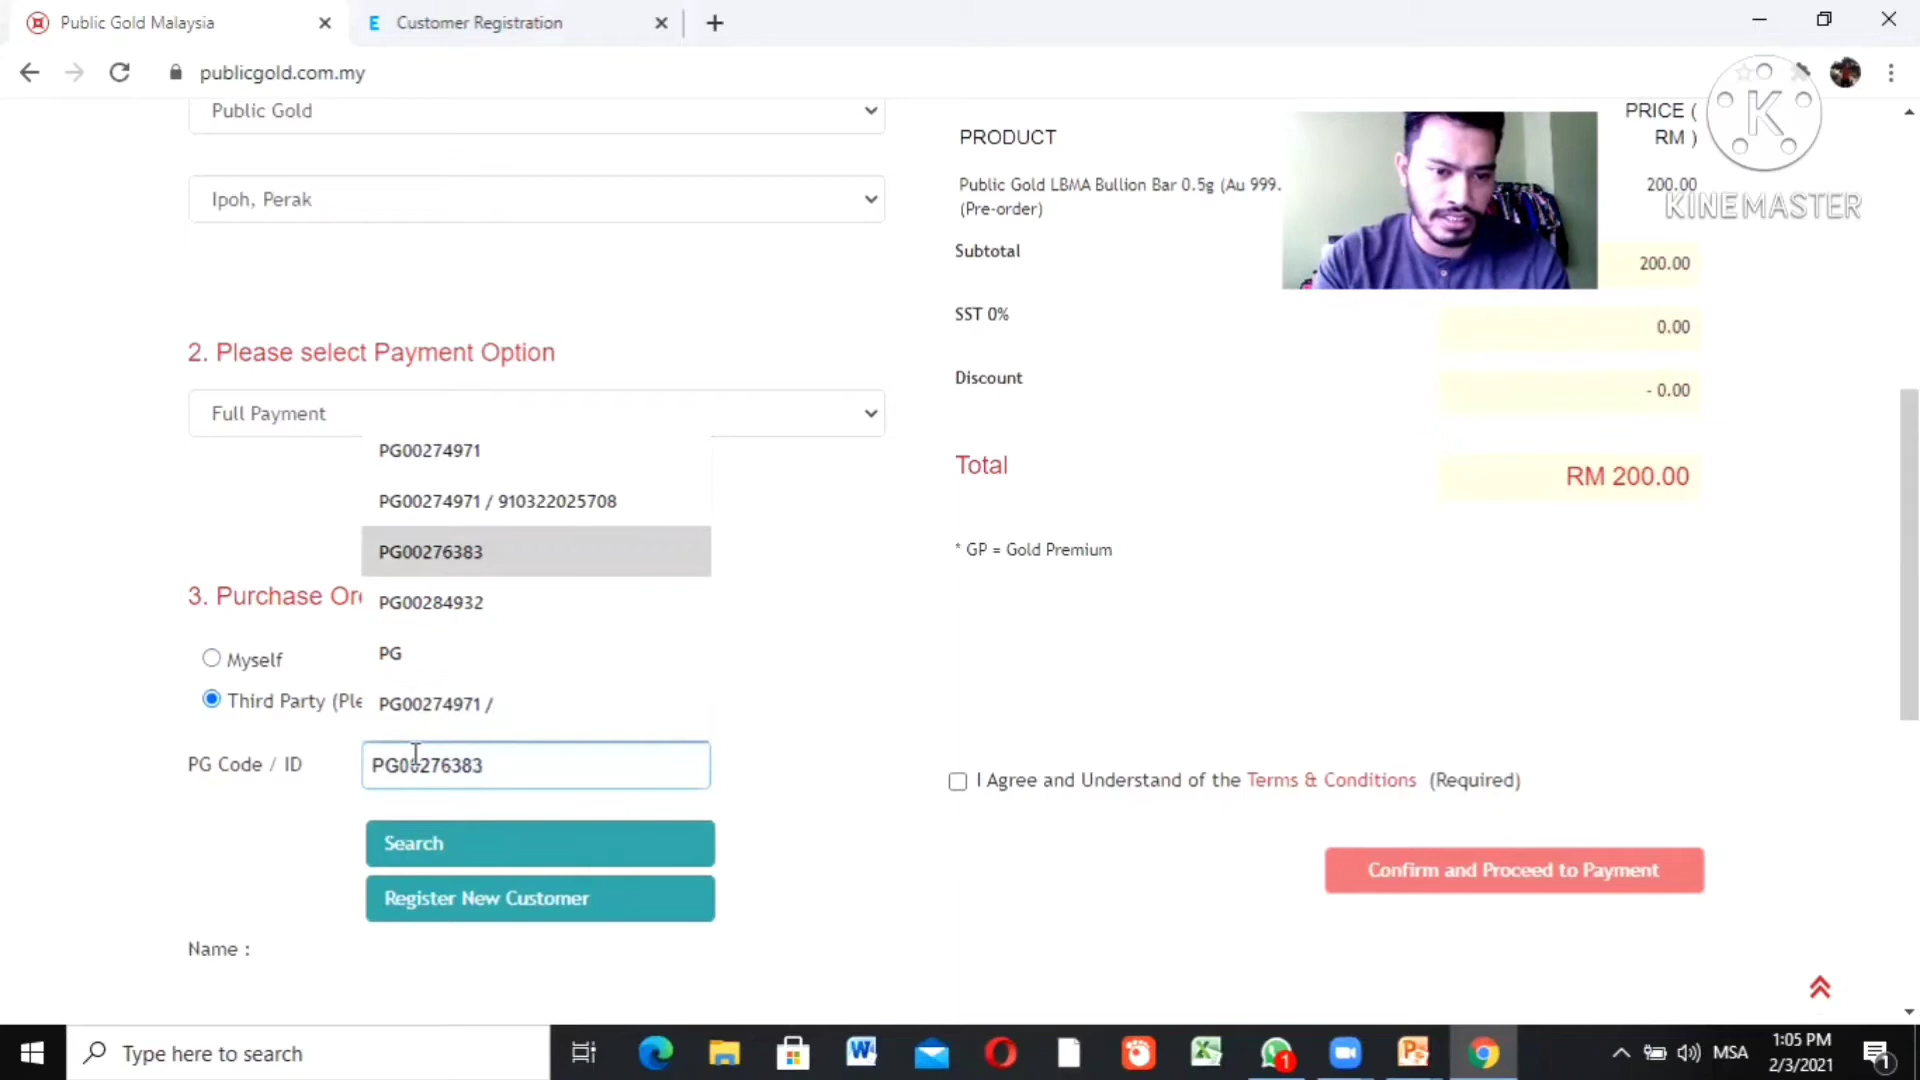 Public Gold Malaysia
E Customer Registration
publicgold.com.my
Public Gold
Ipoh, Perak
2. Please select Payment Option
Full Payment
PG00274971
PG00274971 / 910322025708
PG00276383
PG00284932
PG
PG00274971 /
3. Purchase Or
Myself
Third Party (Ple
PG Code / ID
PG00276383
Search
Register New Customer
Name :
PRODUCT
PRICE (
RM )
Public Gold LBMA Bullion Bar 0.5g (Au 999.
(Pre-order)
200.00
Subtotal
200.00
SST 0%
0.00
Discount
- 0.00
Total
RM 200.00
* GP = Gold Premium
I Agree and Understand of the Terms & Conditions (Required)
Confirm and Proceed to Payment
K
KINEMASTER
Type here to search
1
MSA
1:05 PM
2/3/2021
1